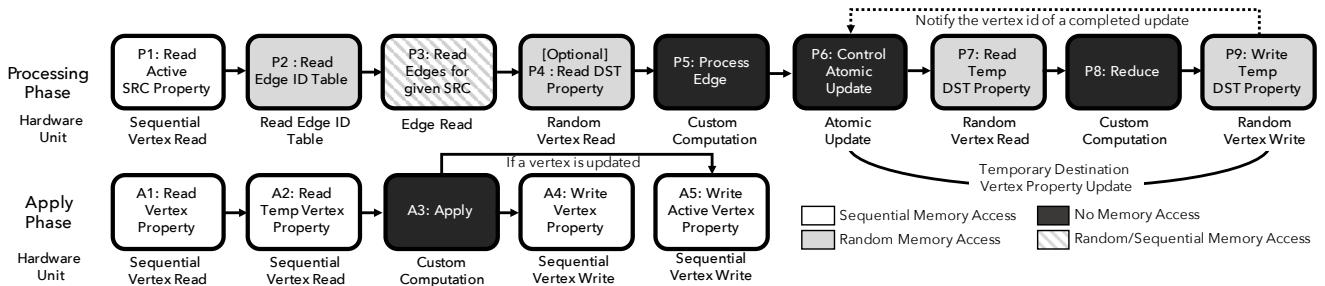 Notify the vertex id of a completed update
Processing
Phase
P1: Read
Active
SRC Property
P2 : Read
Edge ID Table
P3: Read
Edges for
given SRC
[Optional]
P4 : Read DST
Property
P5: Process
Edge
P6: Control
Atomic
Update
P7: Read
Temp
DST Property
P8: Reduce
P9: Write
Temp
DST Property
Hardware
Unit
Sequential
Vertex Read
Read Edge ID
Table
Edge Read
Random
Vertex Read
Custom
Computation
Atomic
Update
Random
Vertex Read
Custom
Computation
Random
Vertex Write
If a vertex is updated
Temporary Destination
Vertex Property Update
Apply
Phase
A1: Read
Vertex
Property
A2: Read
Temp Vertex
Property
A3: Apply
A4: Write
Vertex
Property
A5: Write
Active Vertex
Property
Hardware
Unit
Sequential
Vertex Read
Sequential
Vertex Read
Custom
Computation
Sequential
Vertex Write
Sequential
Vertex Write
Sequential Memory Access
No Memory Access
Random Memory Access
Random/Sequential Memory Access